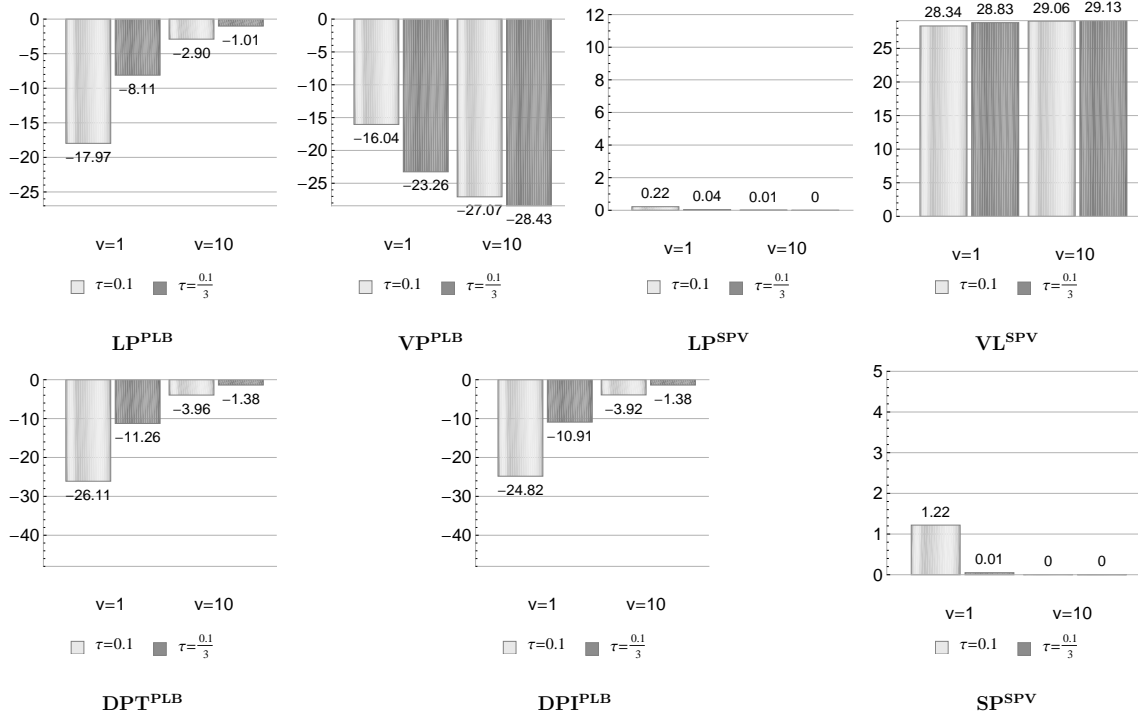 0
−5
−10
−15
−20
−25
−17.97
−8.11
−2.90
−1.01
v=1 v=10
τ=0.1 τ=0.1/3
LP^PLB
0
−5
−10
−15
−20
−25
−16.04
−23.26
−27.07
−28.43
v=1 v=10
τ=0.1 τ=0.1/3
VP^PLB
12
10
8
6
4
2
0
0.22 0.04 0.01 0
v=1 v=10
τ=0.1 τ=0.1/3
LP^SPV
28.34 28.83 29.06 29.13
25
20
15
10
5
0
v=1 v=10
τ=0.1 τ=0.1/3
VL^SPV
0
−10
−20
−30
−40
−26.11
−11.26
−3.96
−1.38
v=1 v=10
τ=0.1 τ=0.1/3
DPT^PLB
0
−10
−20
−30
−40
−24.82
−10.91
−3.92
−1.38
v=1 v=10
τ=0.1 τ=0.1/3
DPI^PLB
5
4
3
2
1
0
1.22
0.01 0 0
v=1 v=10
τ=0.1 τ=0.1/3
SP^SPV